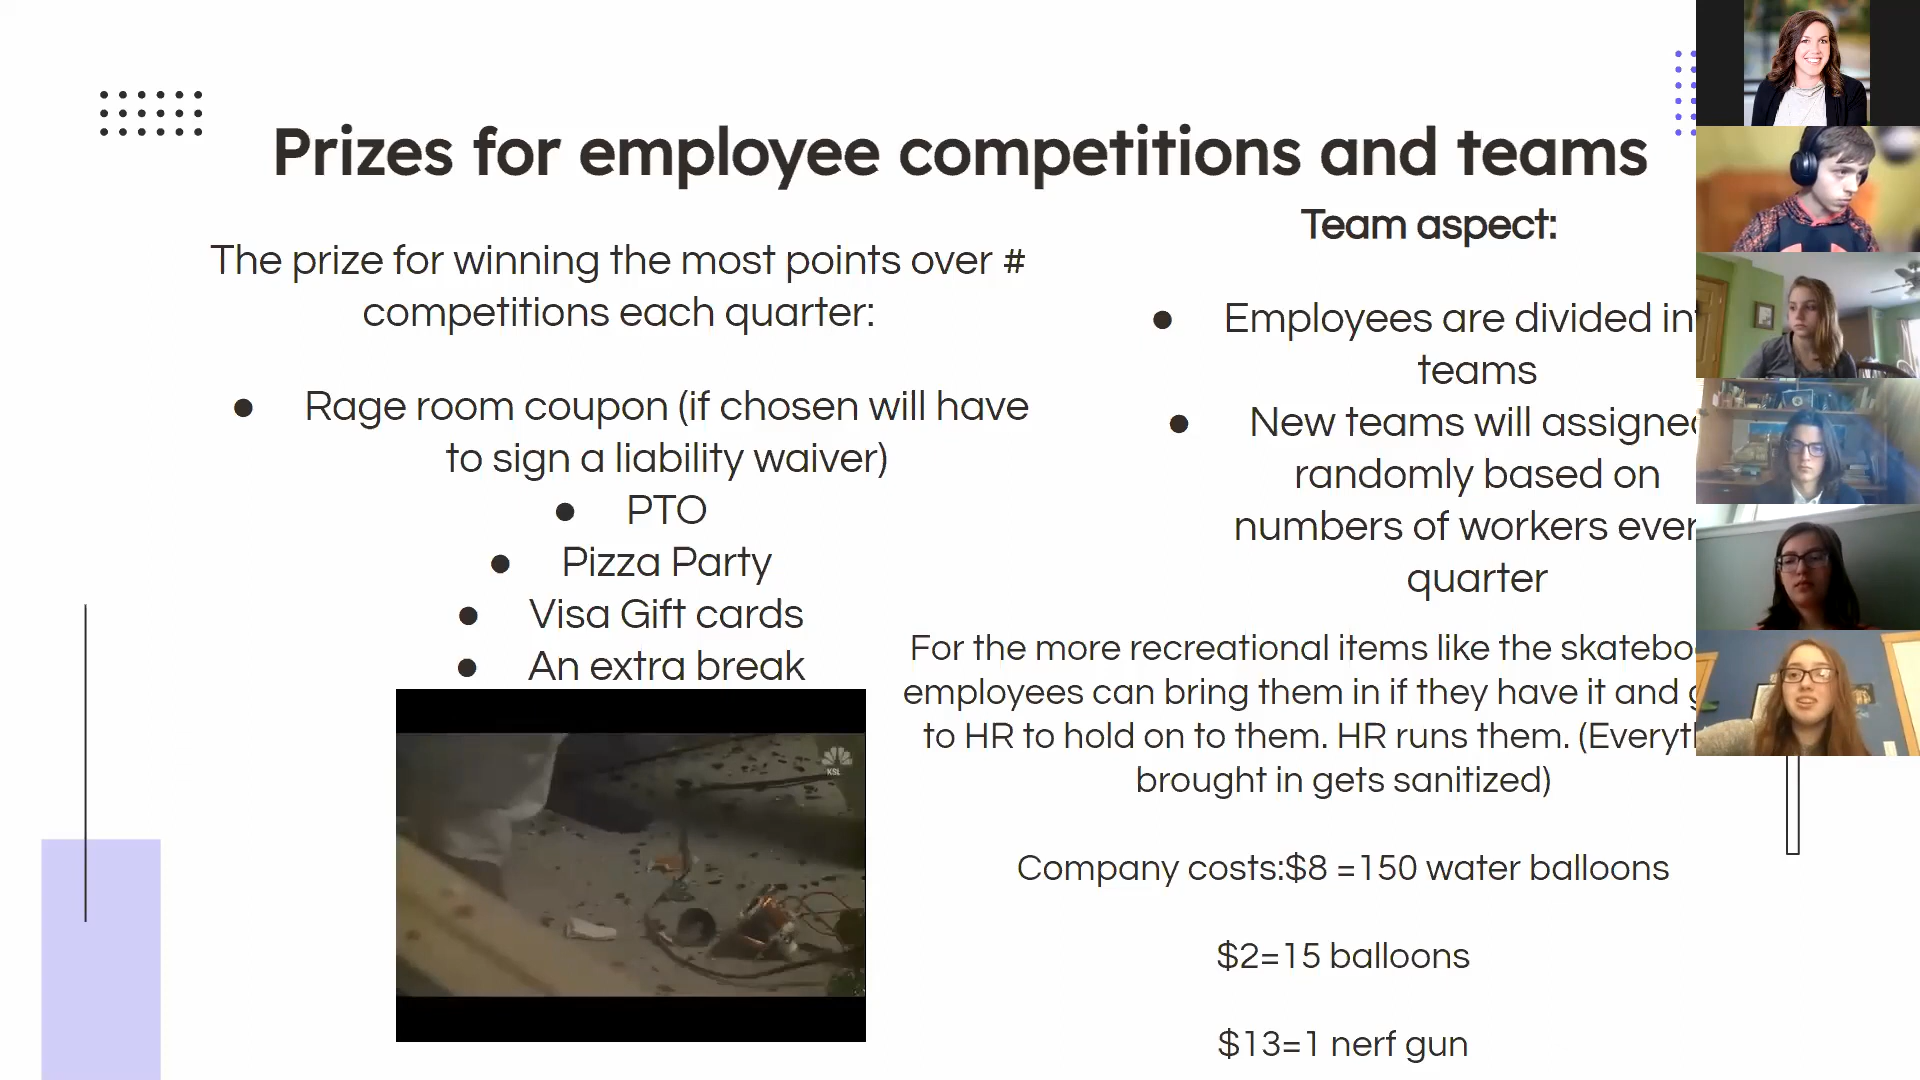 Prizes for employee competitions and teams
The prize for winning the most points over #
competitions each quarter:
● Rage room coupon (if chosen will have
to sign a liability waiver)
● PTO
● Pizza Party
● Visa Gift cards
● An extra break
KSL
Team aspect:
● Employees are divided
teams
● New teams will
randomly based on
numbers of workers
quarter
For the more recreational items like the
employees can bring them in if they have it and
to HR to hold on to them. HR runs them.
brought in gets sanitized)
Company costs:$8 =150 water balloons
$2=15 balloons
$13=1 nerf gun